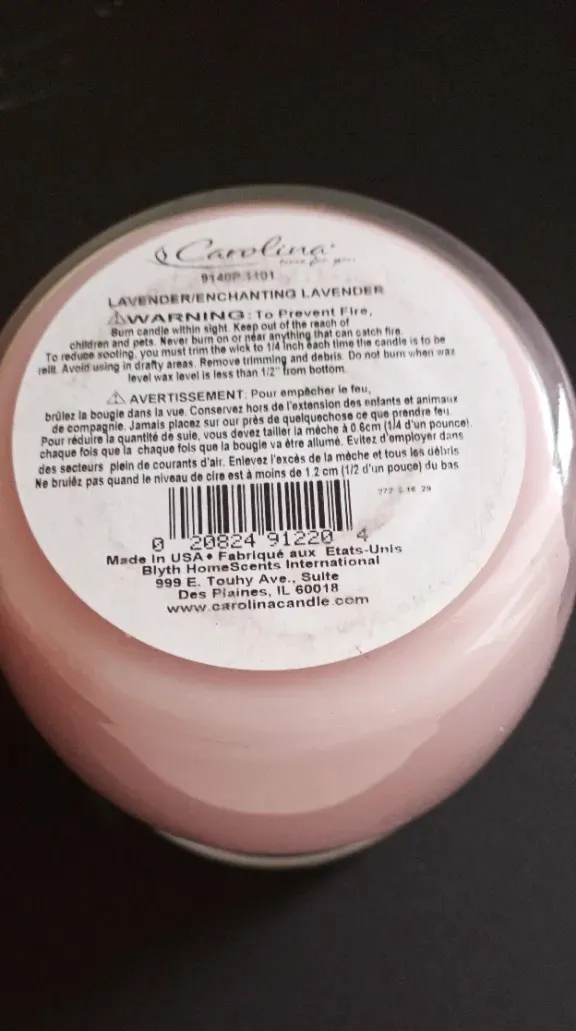 Carolina
LAVENDER/ENCHANTING LAVENDER
WARNING: To Prevent Fire,
Burn candle within sight. Keep out of the reach of
children and pets. Never burn on or near anything that can catch fire.
To reduce sooting, you must trim the wick to 1/4 inch each time the candle is to be
relit. Avoid using in drafty areas. Remove trimming and debris. Do not burn when wax
level wax level is less than 1/2" from bottom.
AVERTISSEMENT: Pour empêcher le feu,
brûlez la bougie dans la vue. Conservez hors de l'extension des enfants et animaux
de compagnie. Jamais placez sur our près de quelquechose ce que prendre feu.
Pour réduire la quantité de suie, vous devez tailler la mèche à 0.6cm (1/4 d'un pounce).
chaque fois que la chaque fois que la bougie va être allumé. Evitez d'employer dans
des secteurs plein de courants d'air. Enlevez l'excès de la mèche et tous les débris
Ne brulêz pas quand le niveau de cire est à moins de 1.2 cm (1/2 d'un pouce) du bas
0 20824 91220 4
Made in USA • Fabriqué aux Etats-Unis
Blyth HomeScents International
999 E. Touhy Ave., Suite
Des Plaines, IL 60018
www.carolinacandle.com